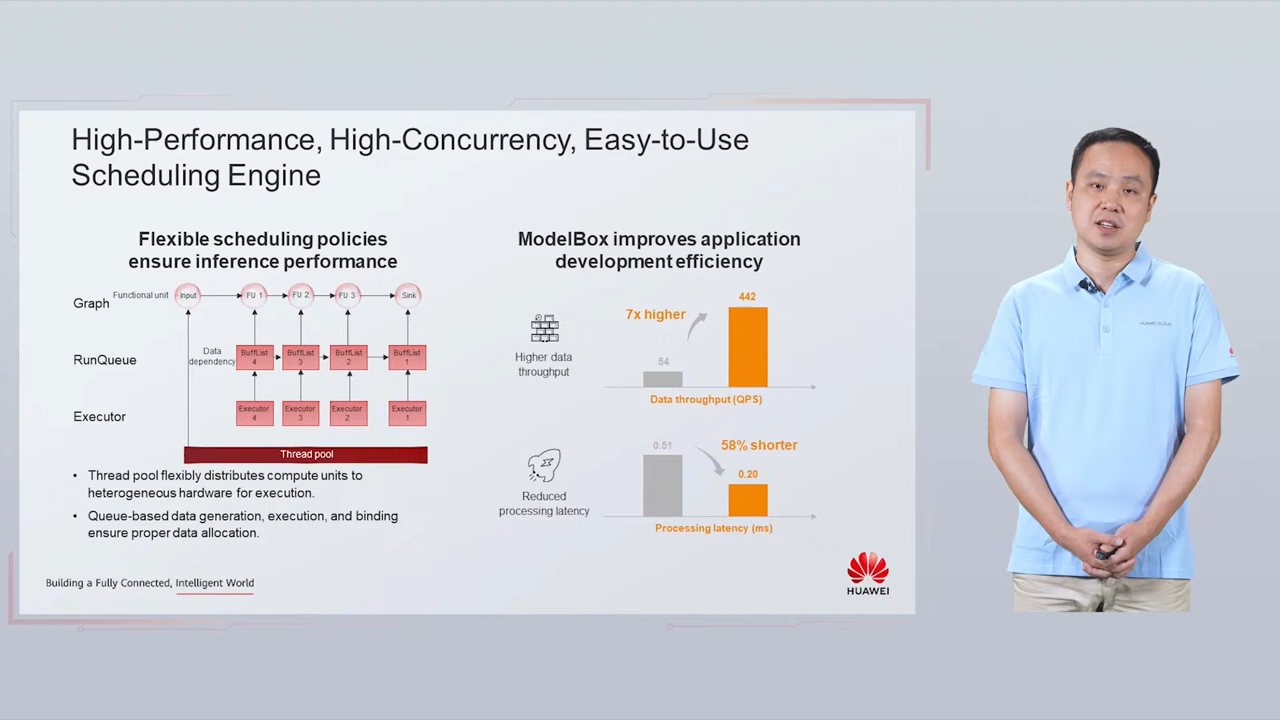 High-Performance, High-Concurrency, Easy-to-Use
Scheduling Engine
Flexible scheduling policies
ensure inference performance
Graph
Functional unit
Input
FU 1
FU 2
FU 3
Sink
RunQueue
Data
dependency
BuffList
4
BuffList
3
BuffList
2
BuffList
1
Executor
Executor
4
Executor
3
Executor
2
Executor
1
Thread pool
• Thread pool flexibly distributes compute units to
heterogeneous hardware for execution.
• Queue-based data generation, execution, and binding
ensure proper data allocation.
ModelBox improves application
development efficiency
Higher data
throughput
7x higher
54
442
Data throughput (QPS)
Reduced
processing latency
0.51
58% shorter
0.20
Processing latency (ms)
Building a Fully Connected, Intelligent World
HUAWEI
HUAWEI CLOUD